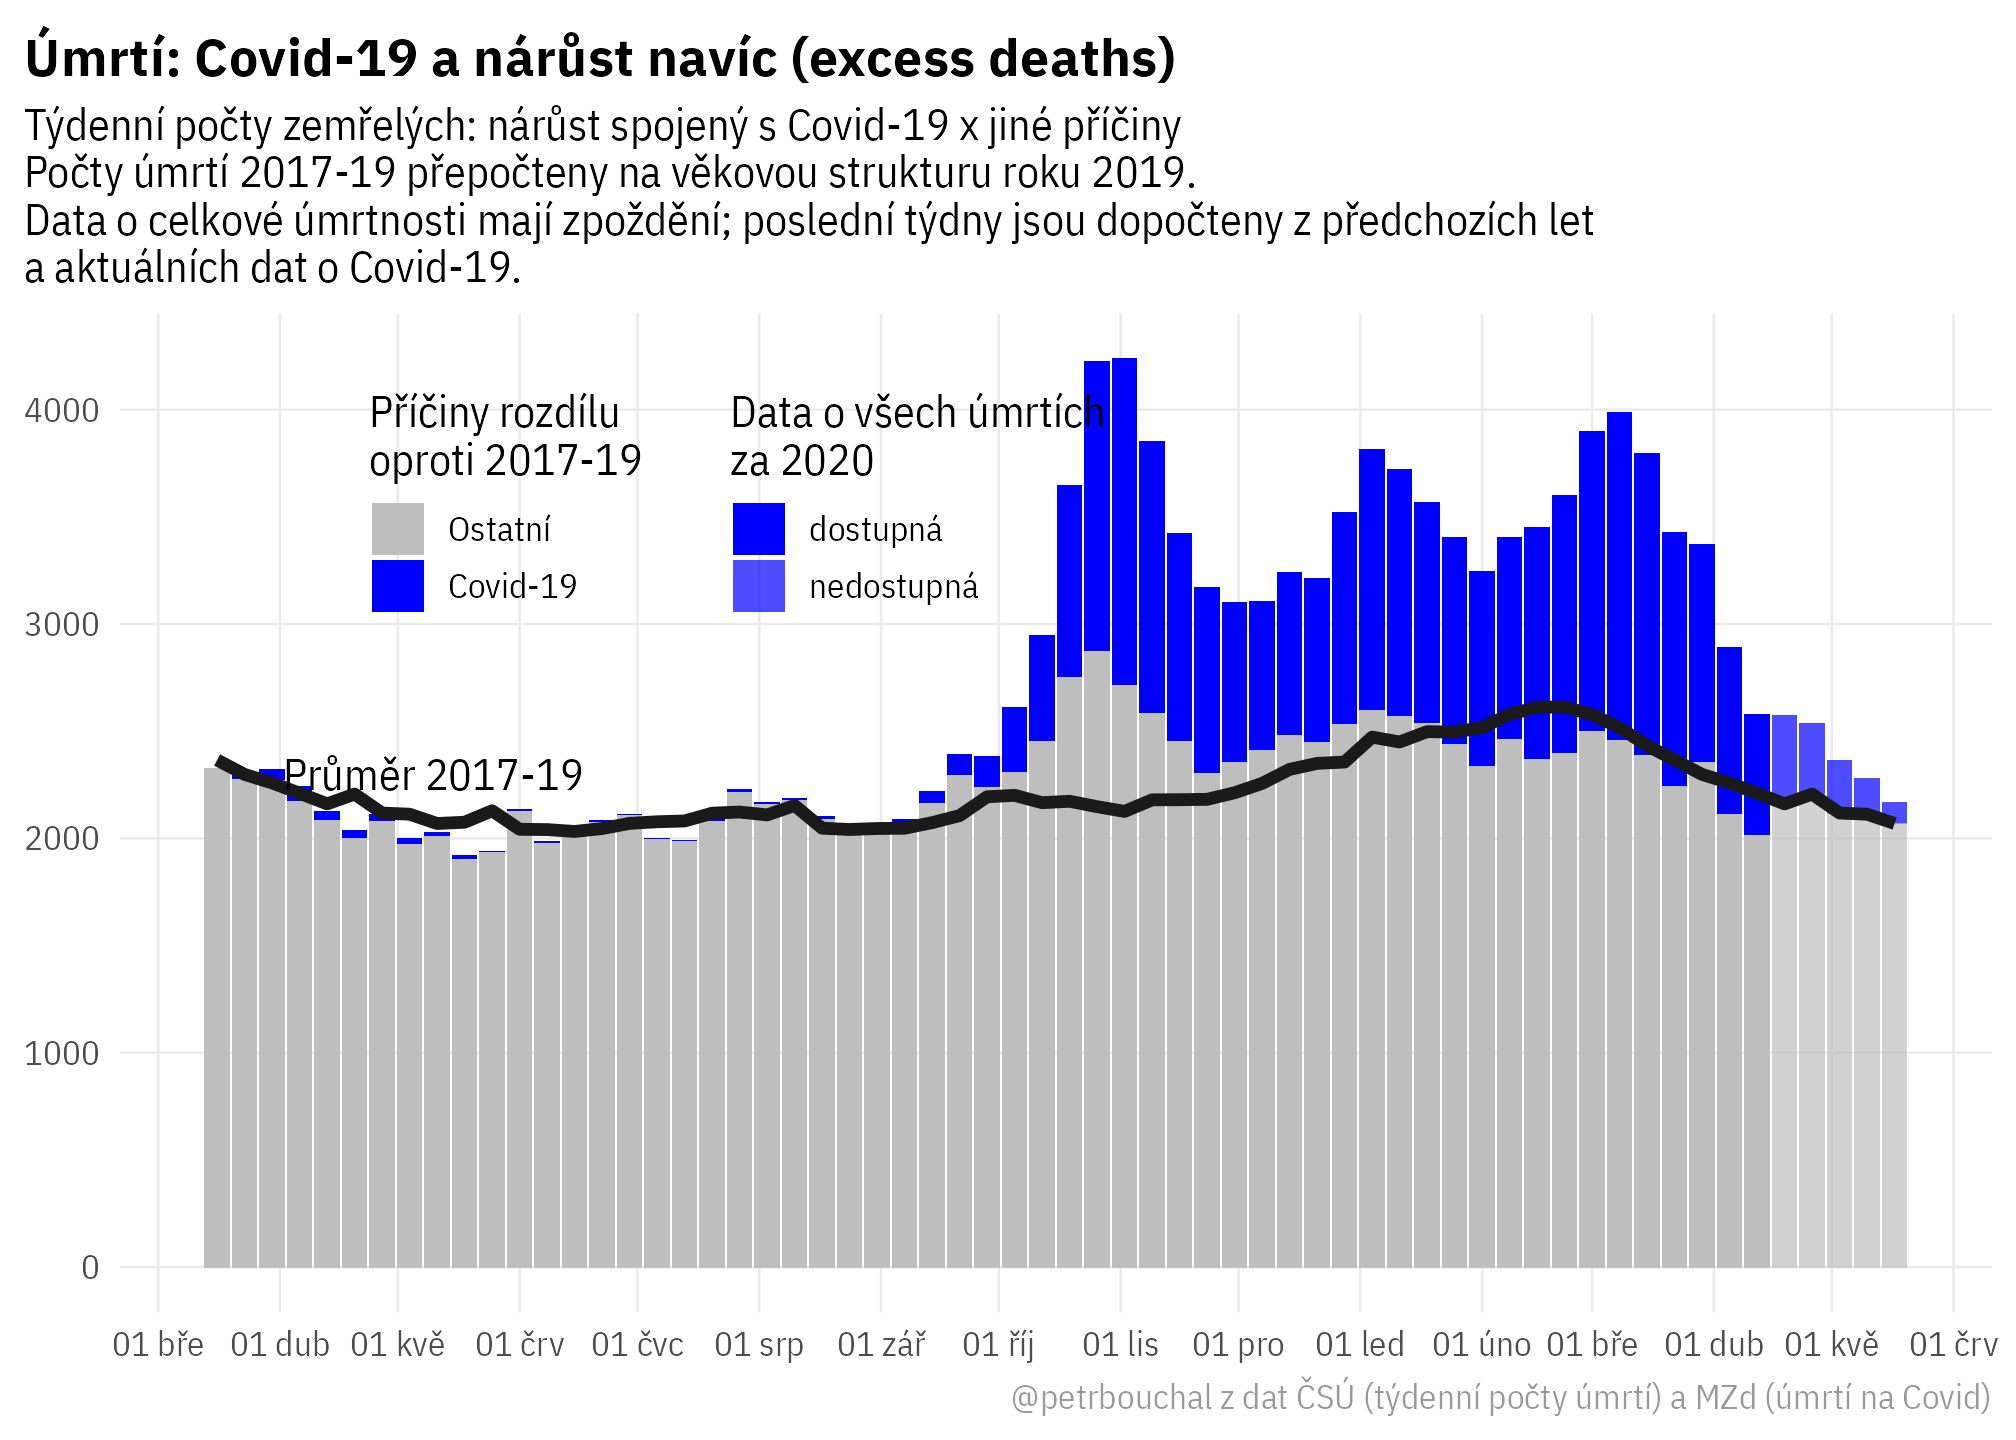 Úmrtí: Covid-19 a nárůst navíc (excess deaths)
Týdenní počty zemřelých: nárůst spojený s Covid-19 x jiné příčiny
Počty úmrtí 2017-19 přepočteny na věkovou strukturu roku 2019.
Data o celkové úmrtnosti mají zpoždění; poslední týdny jsou dopočteny z předchozích let
a aktuálních dat o Covid-19.
4000
3000
2000
1000
0
Příčiny rozdílu
oproti 2017-19
Ostatní
Covid-19
Data o všech úmrtích
za 2020
dostupná
nedostupná
Průměr 2017-19
01 bře 01 dub 01 kvě 01 črv 01 čvc 01 srp 01 zář 01 říj 01 lis 01 pro 01 led 01 úno 01 bře 01 dub 01 kvě 01 črv
@petrbouchal z dat ČSÚ (týdenní počty úmrtí) a MZd (úmrtí na Covid)